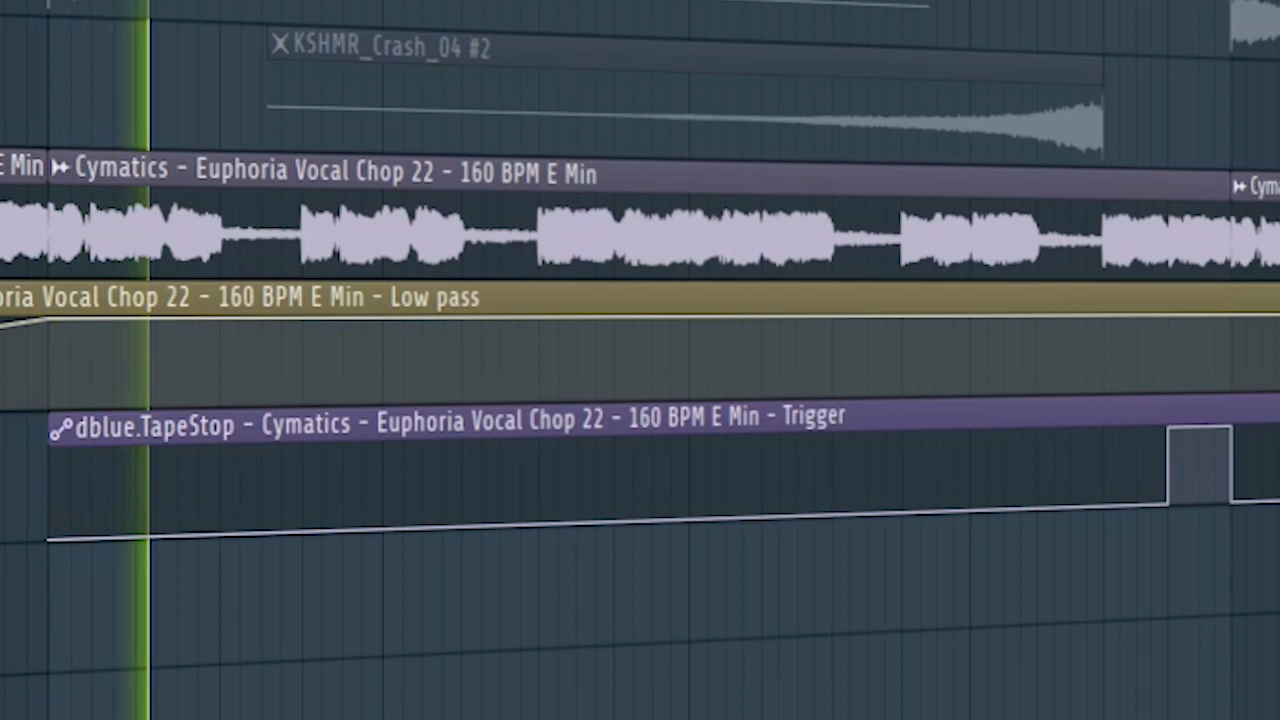 KSHMR_Crash_04 #2
E Min
Cymatics - Euphoria Vocal Chop 22 - 160 BPM E Min
Cym
oria Vocal Chop 22 - 160 BPM E Min - Low pass
dblue.TapeStop - Cymatics - Euphoria Vocal Chop 22 - 160 BPM E Min - Trigger